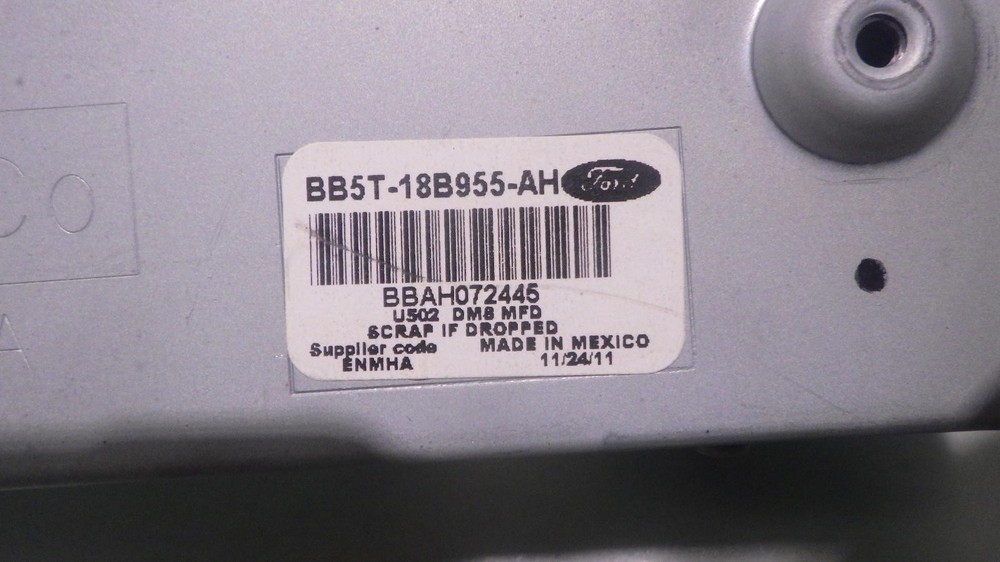 BB5T-18B955-AH Ford
BBAH072445
U502 DM8 MFD
SCRAP IF DROPPED
Supplier code MADE IN MEXICO
ENMHA 11/24/11
CO
A